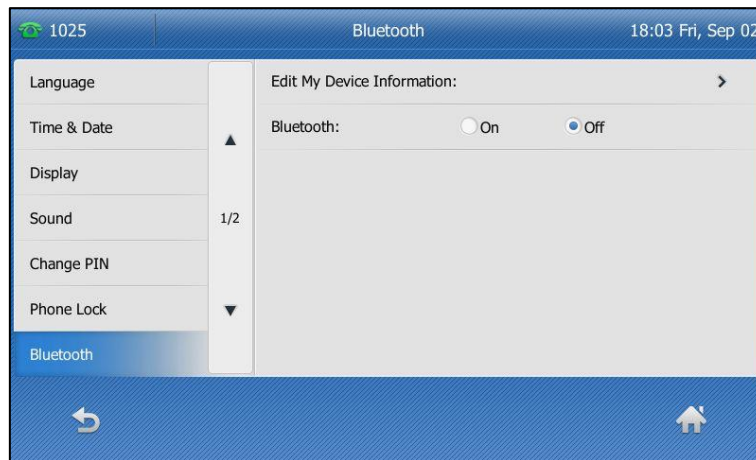 1025
Bluetooth
18:03 Fri, Sep 02
Language
Time & Date
Display
Sound
Change PIN
Phone Lock
Bluetooth
1/2
Edit My Device Information:
Bluetooth: On Off